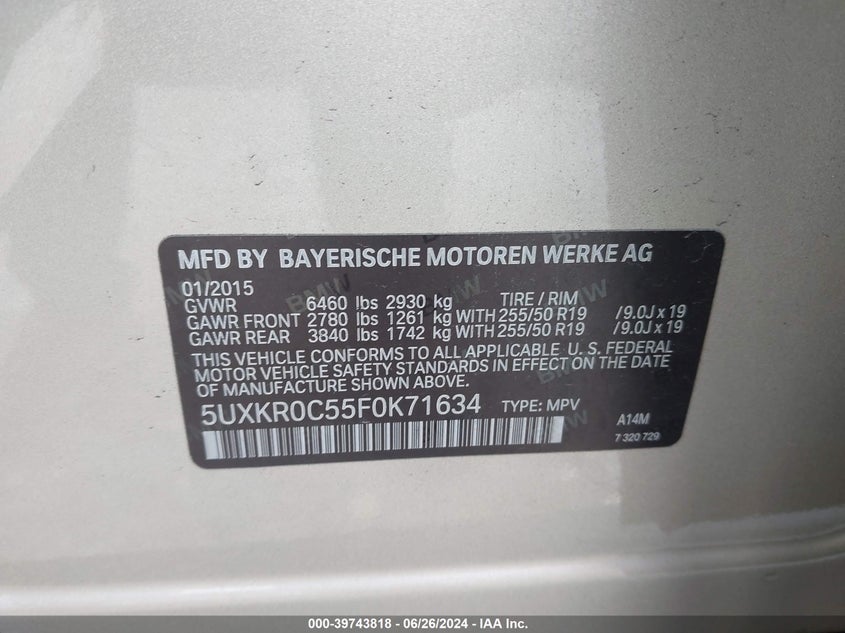 MFD BY BAYERISCHE MOTOREN WERKE AG
01/2015
GVWR 6460 lbs 2930 kg TIRE / RIM
GAWR FRONT 2780 lbs 1261 kg WITH 255/50 R19 /9.0J x 19
GAWR REAR 3840 lbs 1742 kg WITH 255/50 R19 /9.0J x 19
THIS VEHICLE CONFORMS TO ALL APPLICABLE U. S. FEDERAL
MOTOR VEHICLE SAFETY STANDARDS IN EFFECT ON THE DATE
OF MANUFACTURE SHOWN ABOVE.
5UXKR0C55F0K71634 TYPE: MPV
A14M
7 320 729
000-39743818 - 06/26/2024 - IAA Inc.